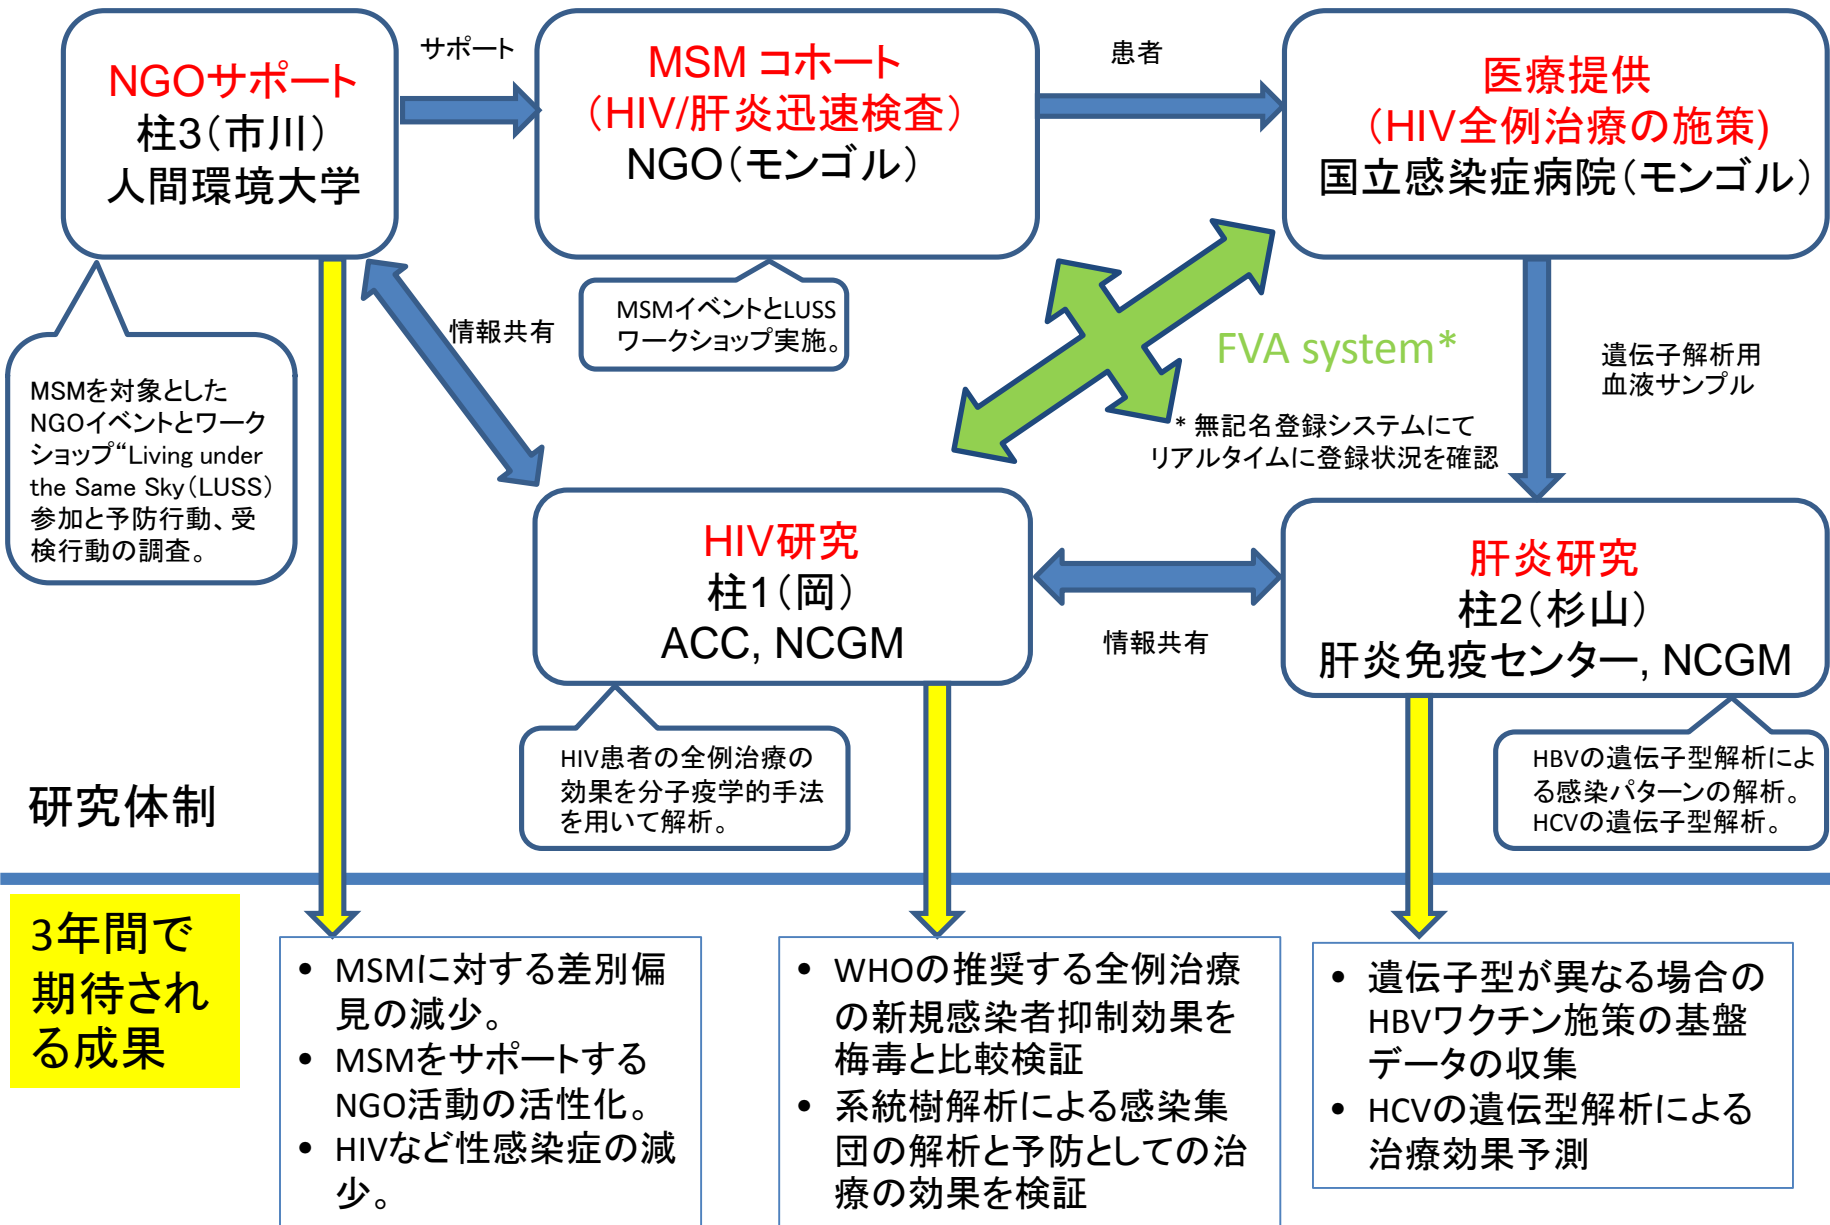 NGOサポート
柱3（市川）
人間環境大学
サポート
MSM コホート
（HIV/肝炎迅速検査）
NGO（モンゴル）
患者
医療提供
（HIV全例治療の施策)
国立感染症病院（モンゴル）
MSMを対象とした
NGOイベントとワーク
ショップ“Living under
the Same Sky（LUSS）
参加と予防行動、受
検行動の調査。
情報共有
MSMイベントとLUSS
ワークショップ実施。
FVA system*
* 無記名登録システムにて
リアルタイムに登録状況を確認
遺伝子解析用
血液サンプル
HIV研究
柱1（岡）
ACC, NCGM
情報共有
肝炎研究
柱2（杉山）
肝炎免疫センター, NCGM
HIV患者の全例治療の
効果を分子疫学的手法
を用いて解析。
HBVの遺伝子型解析によ
る感染パターンの解析。
HCVの遺伝子型解析。
研究体制
3年間で
期待され
る成果
• MSMに対する差別偏
見の減少。
• MSMをサポートする
NGO活動の活性化。
• HIVなど性感染症の減
少。
• WHOの推奨する全例治療
の新規感染者抑制効果を
梅毒と比較検証
• 系統樹解析による感染集
団の解析と予防としての治
療の効果を検証
• 遺伝子型が異なる場合の
HBVワクチン施策の基盤
データの収集
• HCVの遺伝型解析による
治療効果予測